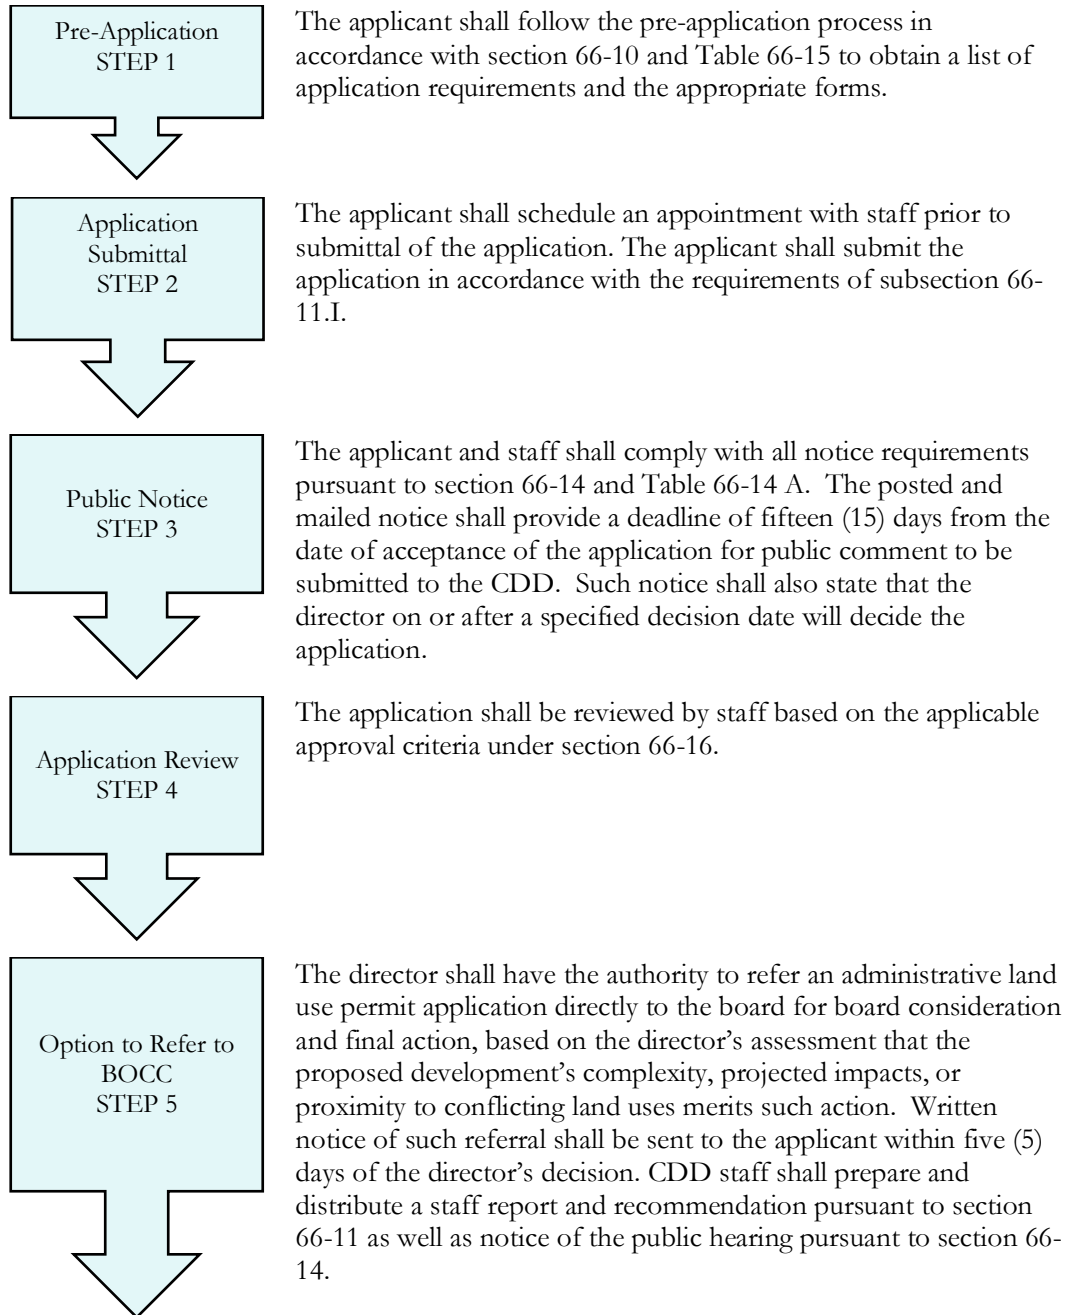 Pre-Application
STEP 1
The applicant shall follow the pre-application process in
accordance with section 66-10 and Table 66-15 to obtain a list of
application requirements and the appropriate forms.
Application
Submittal
STEP 2
The applicant shall schedule an appointment with staff prior to
submittal of the application. The applicant shall submit the
application in accordance with the requirements of subsection 66-
11.I.
Public Notice
STEP 3
The applicant and staff shall comply with all notice requirements
pursuant to section 66-14 and Table 66-14 A.  The posted and
mailed notice shall provide a deadline of fifteen (15) days from the
date of acceptance of the application for public comment to be
submitted to the CDD.  Such notice shall also state that the
director on or after a specified decision date will decide the
application.
Application Review
STEP 4
The application shall be reviewed by staff based on the applicable
approval criteria under section 66-16.
Option to Refer to
BOCC
STEP 5
The director shall have the authority to refer an administrative land
use permit application directly to the board for board consideration
and final action, based on the director's assessment that the
proposed development's complexity, projected impacts, or
proximity to conflicting land uses merits such action.  Written
notice of such referral shall be sent to the applicant within five (5)
days of the director's decision. CDD staff shall prepare and
distribute a staff report and recommendation pursuant to section
66-11 as well as notice of the public hearing pursuant to section 66-
14.